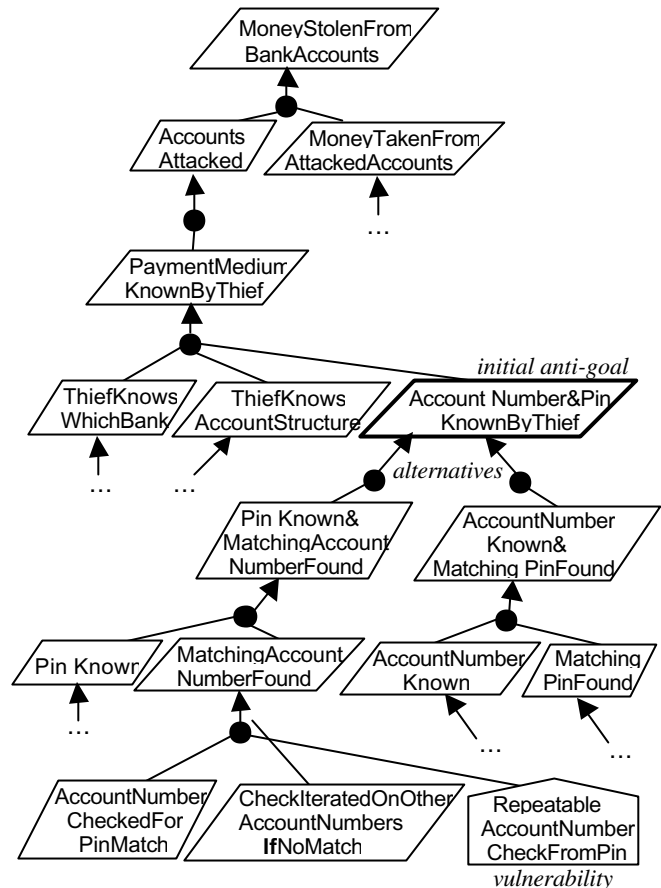 MoneyStolenFrom
BankAccounts
Accounts
Attacked
MoneyTakenFrom
AttackedAccounts
...
...
PaymentMedium
KnownByThief
initial anti-goal
ThiefKnows
WhichBank
ThiefKnows
AccountStructure
Account Number&Pin
KnownByThief
...
...
alternatives
Pin Known&
MatchingAccount
NumberFound
AccountNumber
Known&
Matching PinFound
Pin Known
MatchingAccount
NumberFound
AccountNumber
Known
Matching
PinFound
...
...
...
AccountNumber
CheckedFor
PinMatch
CheckIteratedOnOther
AccountNumbers
IfNoMatch
Repeatable
AccountNumber
CheckFromPin
vulnerability